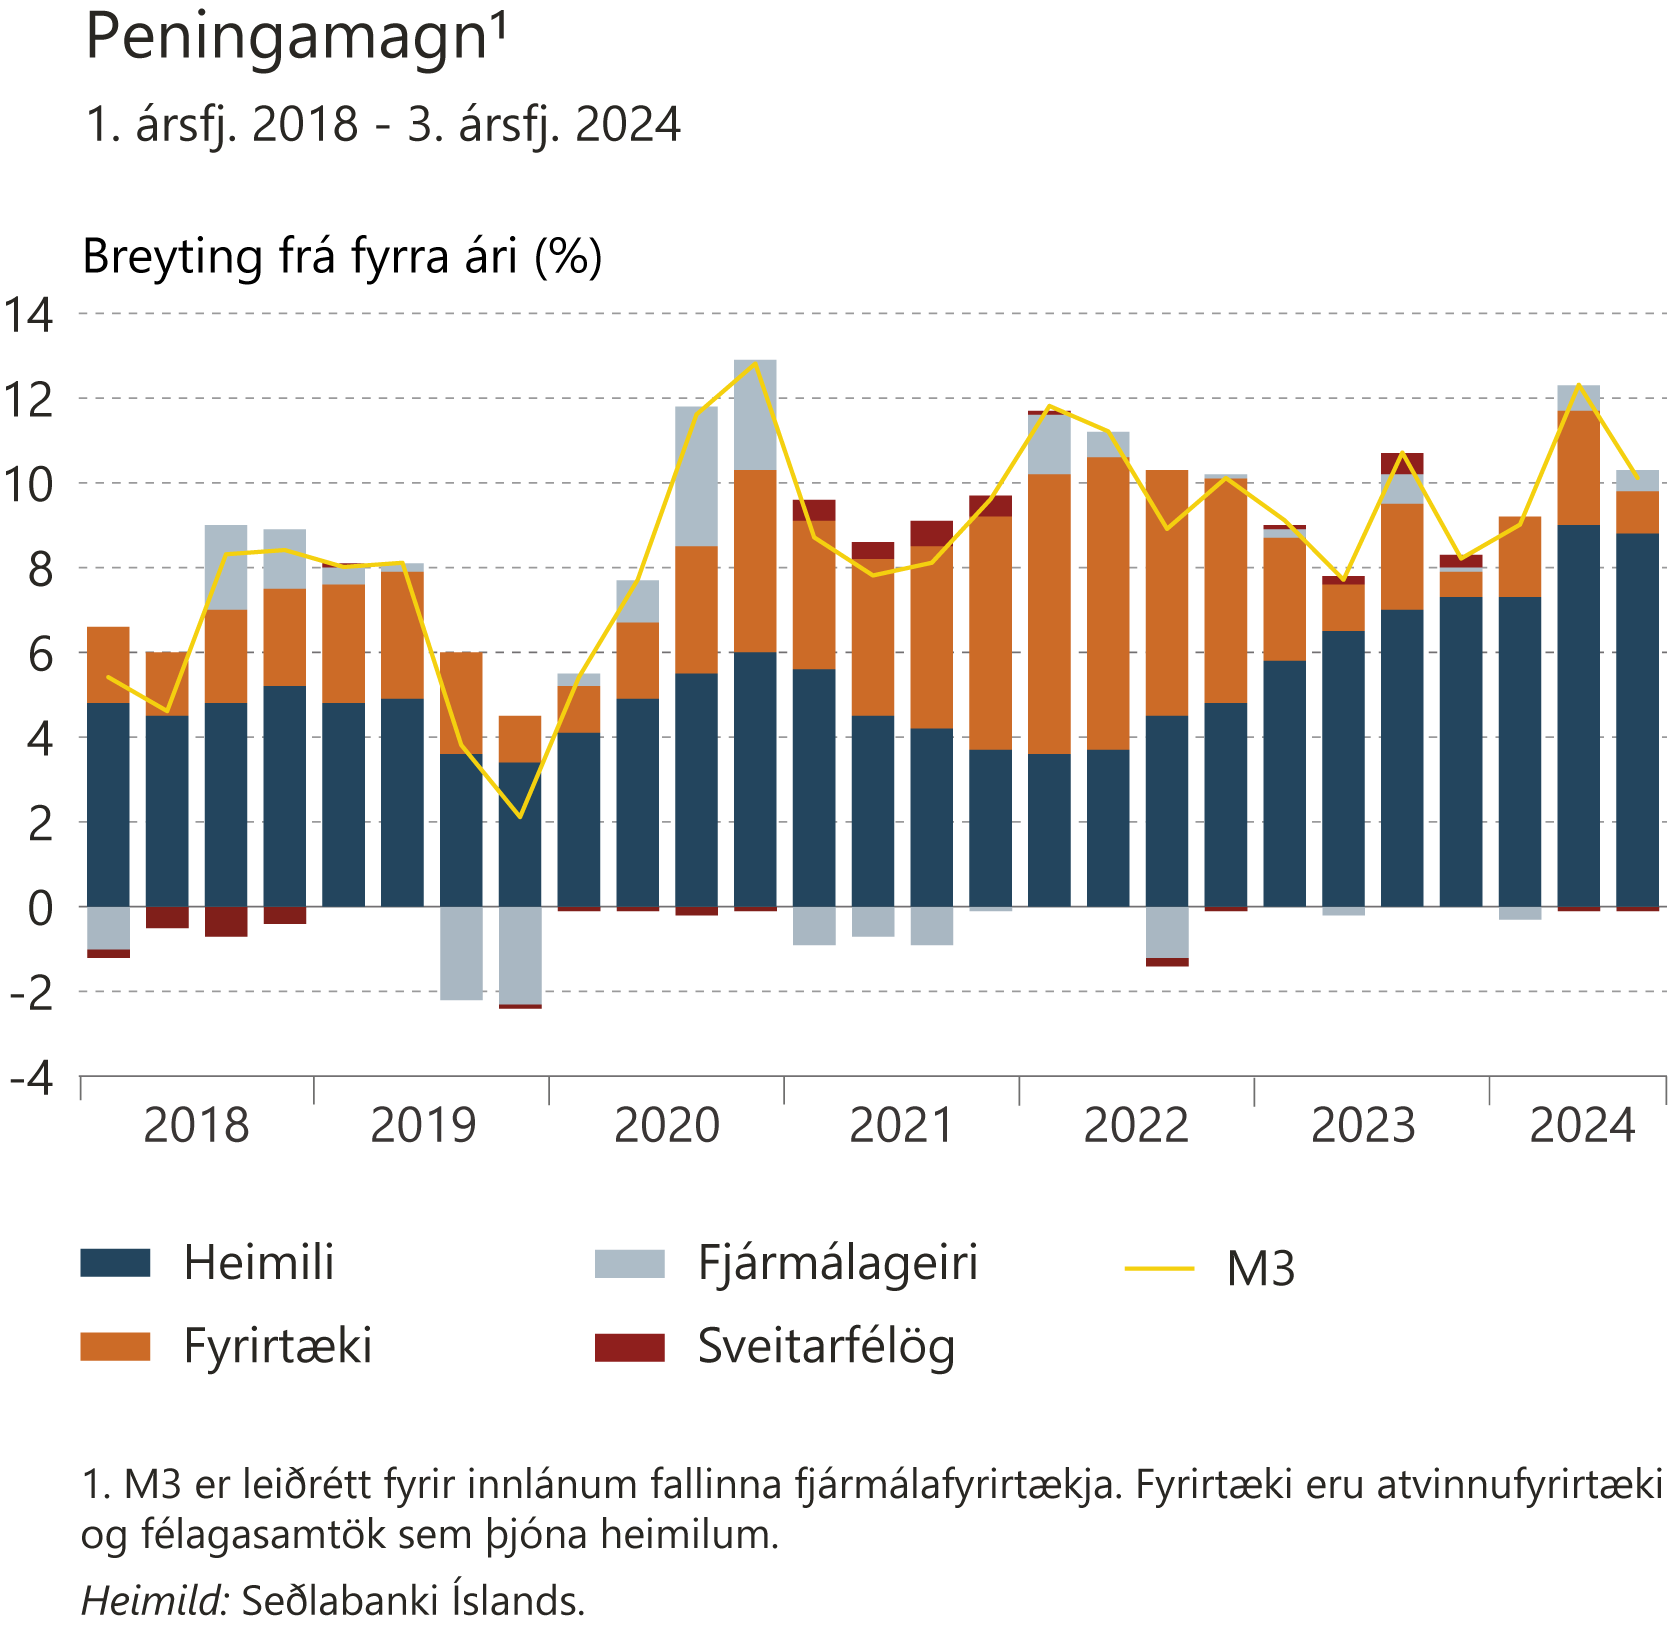 Peningamagn¹
1. ársfj. 2018 - 3. ársfj. 2024
Breyting frá fyrra ári (%)
14
12
10
8
6
4
2
0
-2
-4
2018 2019 2020 2021 2022 2023 2024
Heimili Fjármálageiri M3
Fyrirtæki Sveitarfélög
1. M3 er leiðrétt fyrir innlánum fallinna fjármálafyrirtækja. Fyrirtæki eru atvinnufyrirtæki
og félagasamtök sem þjóna heimilum.
Heimild: Seðlabanki Íslands.